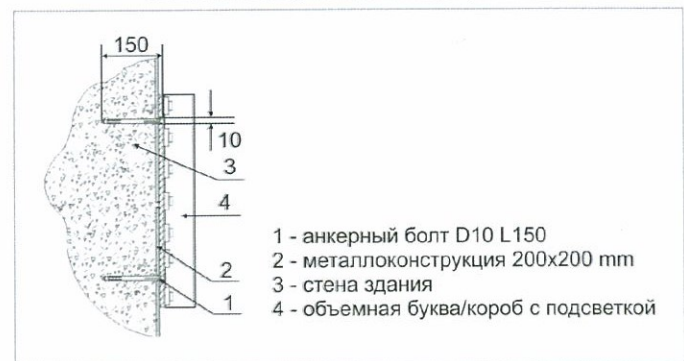 150
10
3
4
2
1
1 - анкерный болт D10 L150
2 - металлоконструкция 200x200 mm
3 - стена здания
4 - объемная буква/короб с подсветкой